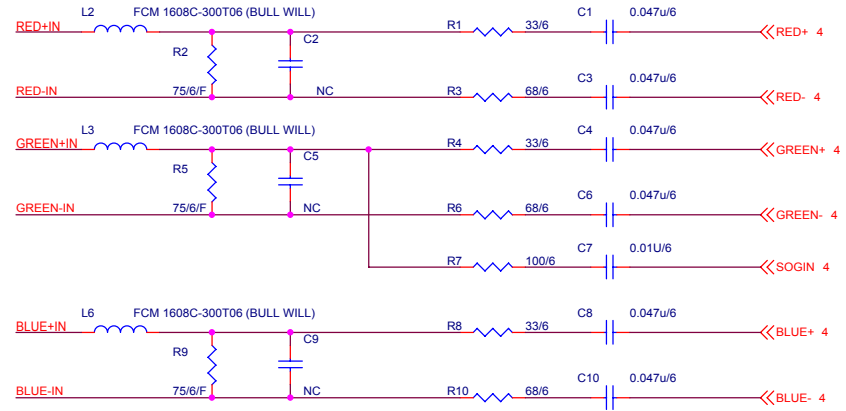 L2 FCM 1608C-300T06 (BULL WILL) C1 0.047u/6
RED+IN R1 33/6 RED+ 4
R2 C2
C3 0.047u/6
RED-IN 75/6/F NC R3 68/6 RED- 4
L3 FCM 1608C-300T06 (BULL WILL) C4 0.047u/6
GREEN+IN R4 33/6 GREEN+ 4
R5 C5
C6 0.047u/6
GREEN-IN 75/6/F NC R6 68/6 GREEN- 4
C7 0.01U/6
R7 100/6 SOGIN 4
L6 FCM 1608C-300T06 (BULL WILL) C8 0.047u/6
BLUE+IN R8 33/6 BLUE+ 4
R9 C9
C10 0.047u/6
BLUE-IN 75/6/F NC R10 68/6 BLUE- 4